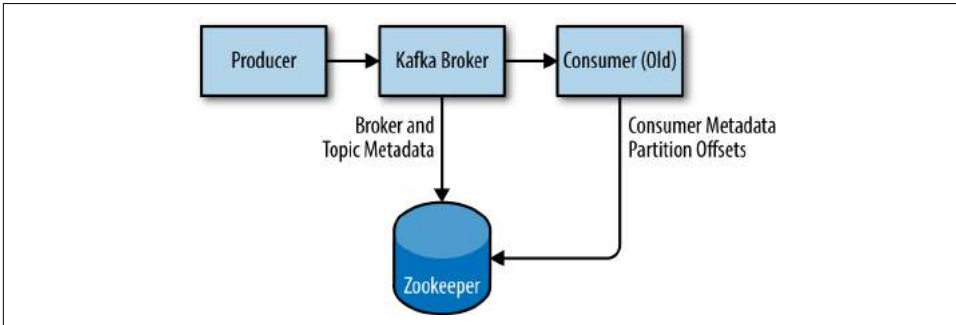 Producer
Kafka Broker
Consumer (Old)
Broker and
Topic Metadata
Consumer Metadata
Partition Offsets
Zookeeper